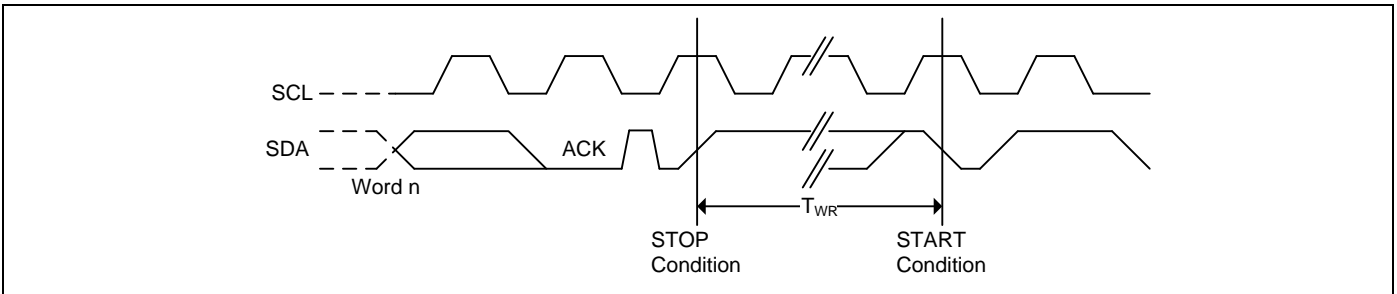 SCL
SDA
ACK
Word n
TWR
STOP
Condition
START
Condition